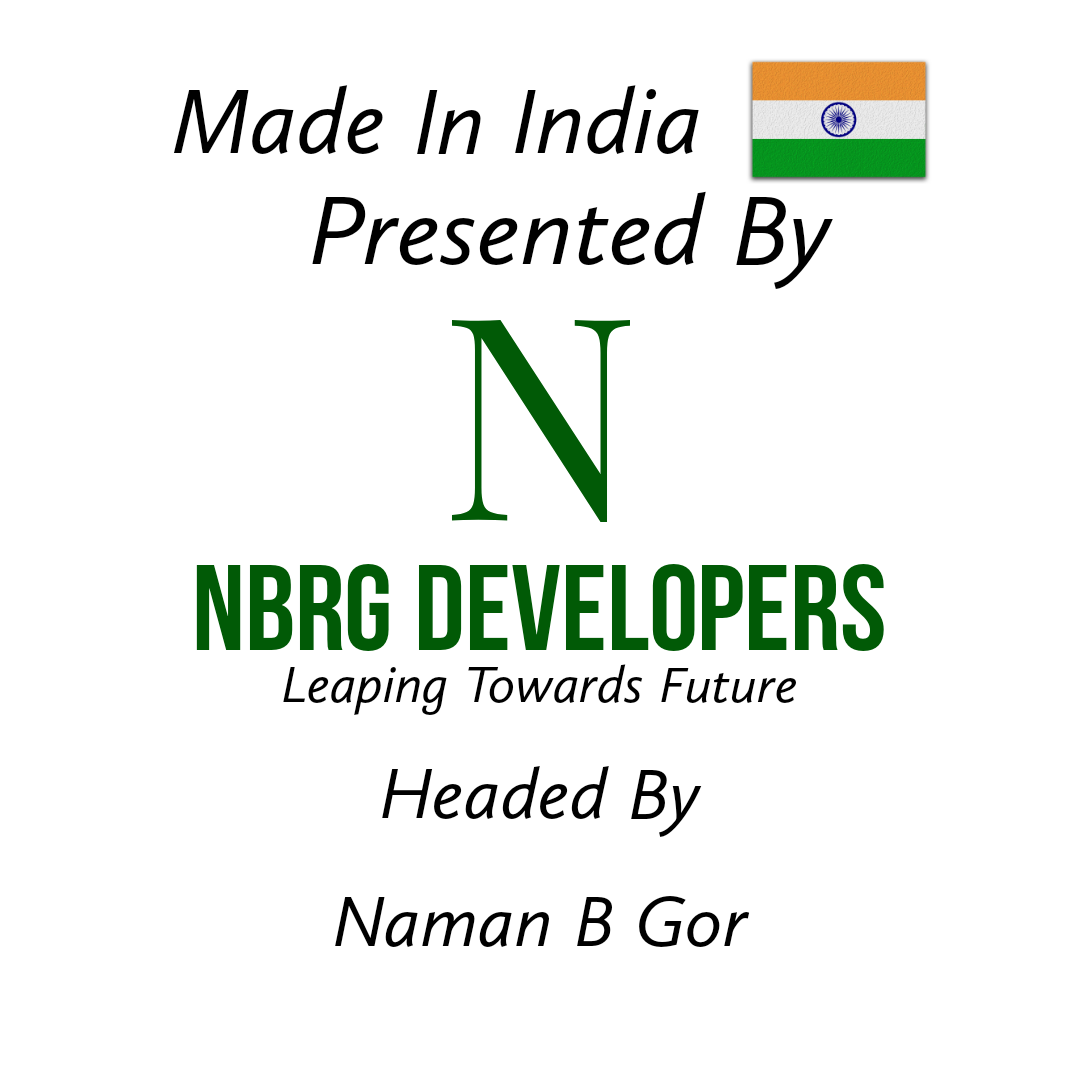 Made In India
Presented By
N
NBRG DEVELOPERS
Leaping Towards Future
Headed By
Naman B Gor